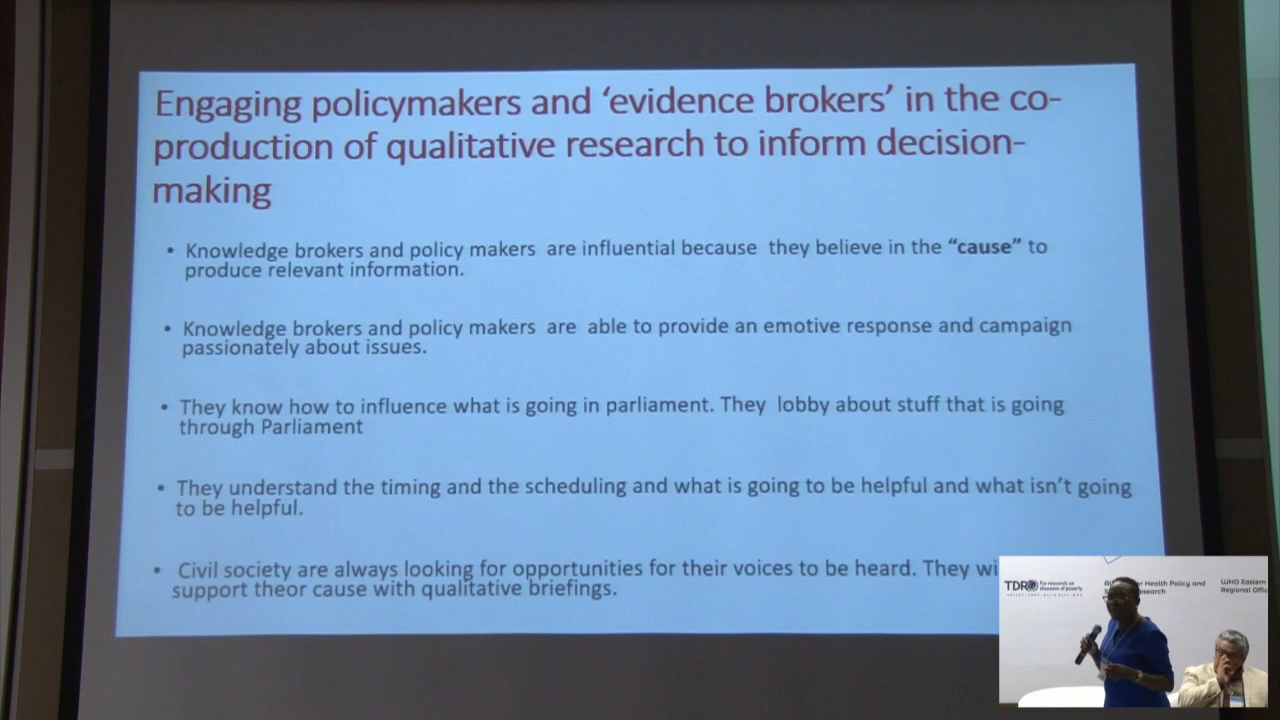 Engaging policymakers and ‘evidence brokers’ in the co-
production of qualitative research to inform decision-
making
• Knowledge brokers and policy makers are influential because they believe in the “cause” to
produce relevant information.
• Knowledge brokers and policy makers are able to provide an emotive response and campaign
passionately about issues.
• They know how to influence what is going in parliament. They lobby about stuff that is going
through Parliament
• They understand the timing and the scheduling and what is going to be helpful and what isn’t going
to be helpful.
• Civil society are always looking for opportunities for their voices to be heard. They
support theor cause with qualitative briefings.
TDR For research on
diseases of poverty
for Health Policy and
WHO Eastern
Regional